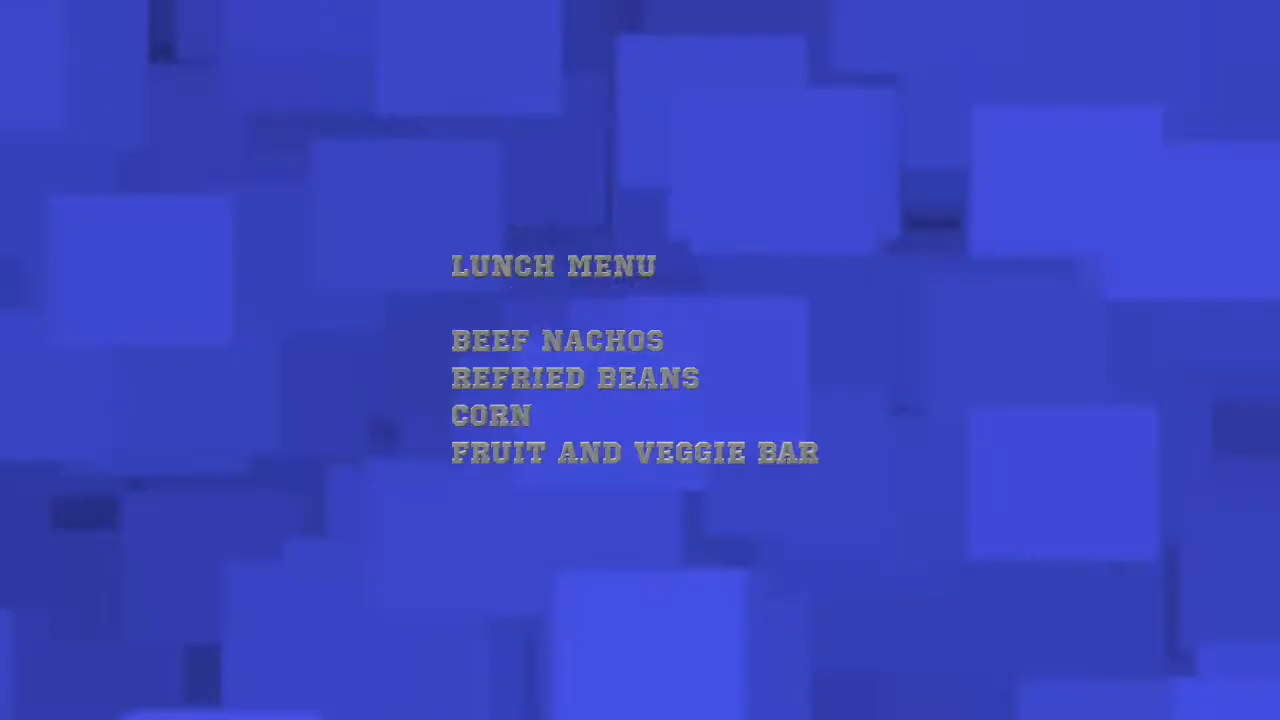 LUNCH MENU
BEEF NACHOS
REFRIED BEANS
CORN
FRUIT AND VEGGIE BAR